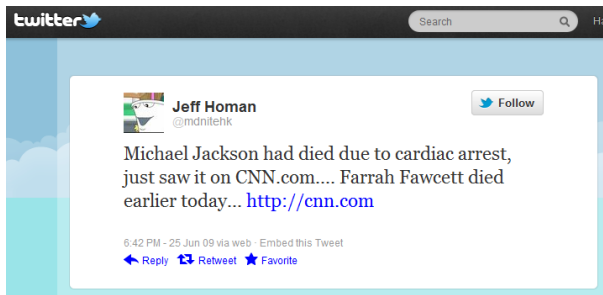 twitter
Search
Jeff Homan
@mdnitehk
Follow
Michael Jackson had died due to cardiac arrest,
just saw it on CNN.com.... Farrah Fawcett died
earlier today... http://cnn.com
6:42 PM - 25 Jun 09 via web · Embed this Tweet
Reply Retweet Favorite